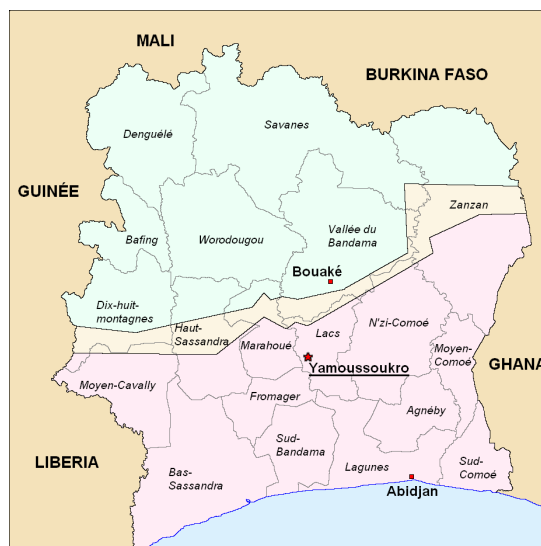 MALI
BURKINA FASO
Savanes
Denguélé
GUINÉE
Zanzan
Vallée du
Bandama
Bafing
Worodougou
Bouaké
Dix-huit-
montagnes
Haut-
Sassandra
N'zi-Comoé
Lacs
Marahoué
Moyen-
Comoé
GHANA
Yamoussoukro
Moyen-Cavally
Fromager
Agnéby
Sud-
Bandama
LIBERIA
Bas-
Sassandra
Lagunes
Sud-
Comoé
Abidjan